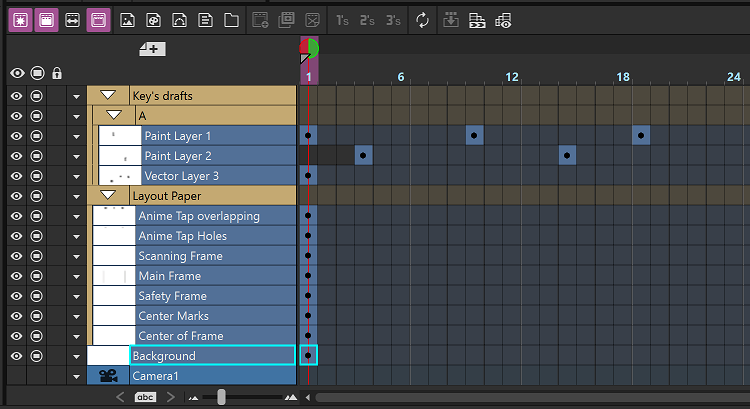 1's 2's 3's
1 6 12 18 24
Key's drafts
A
Paint Layer 1
Paint Layer 2
Vector Layer 3
Layout Paper
Anime Tap overlapping
Anime Tap Holes
Scanning Frame
Main Frame
Safety Frame
Center Marks
Center of Frame
Background
Camera1
abc